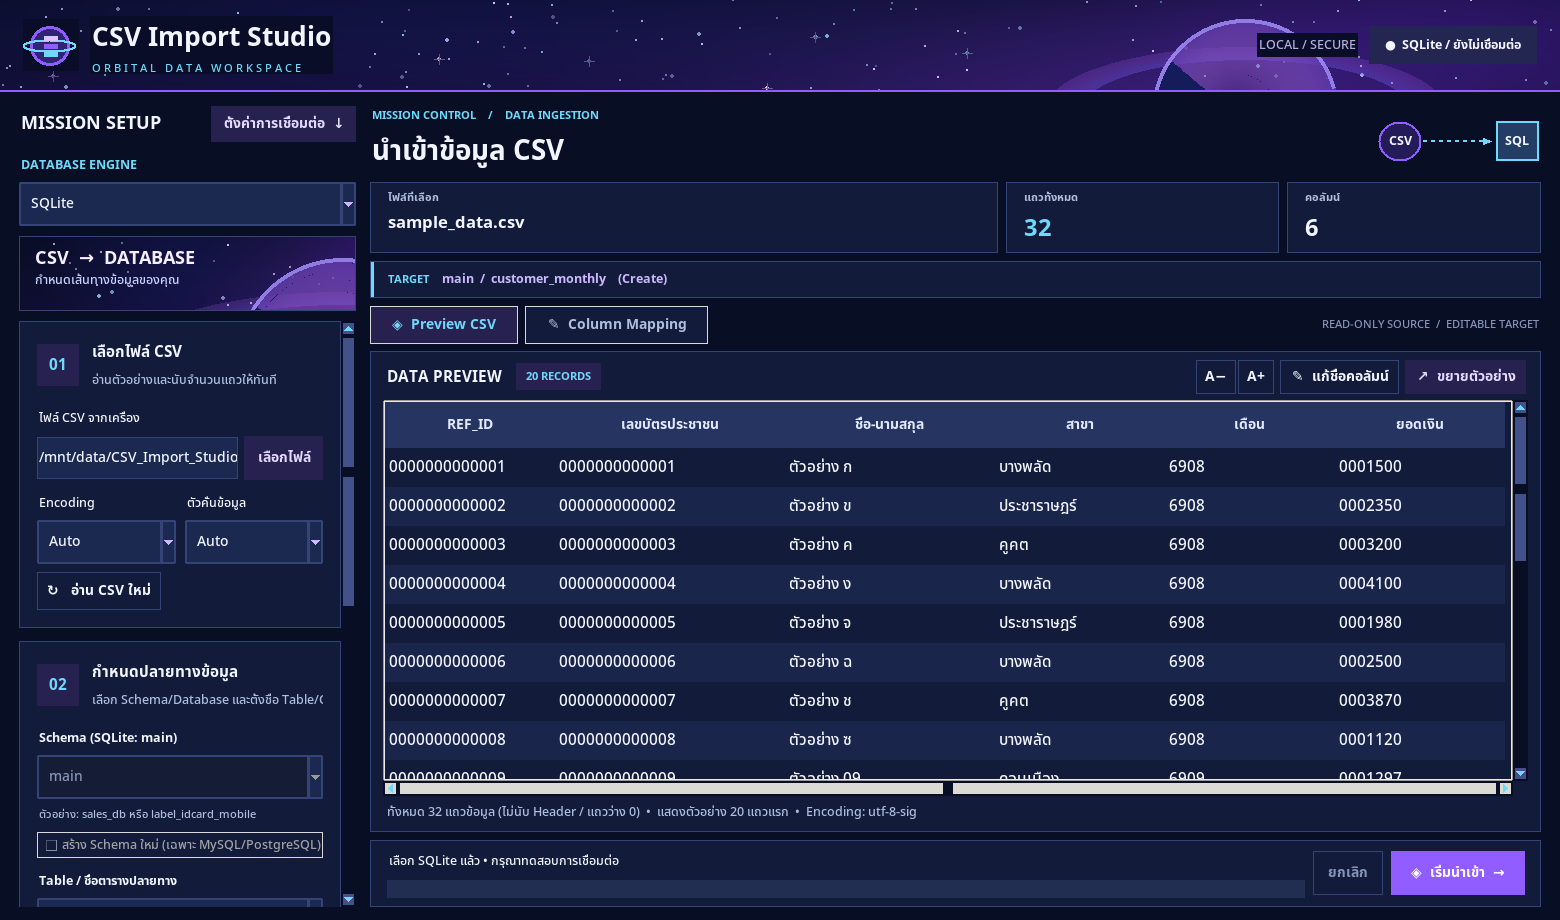 CSV Import Studio
ORBITAL DATA WORKSPACE
LOCAL / SECURE
● SQLite / ยังไม่เชื่อมต่อ
MISSION SETUP
ตั้งค่าการเชื่อมต่อ ↓
DATABASE ENGINE
SQLite
CSV → DATABASE
กำหนดเส้นทางข้อมูลของคุณ
01
เลือกไฟล์ CSV
อ่านตัวอย่างและนับจำนวนแถวให้ทันที
ไฟล์ CSV จากเครื่อง
/mnt/data/CSV_Import_Studio
เลือกไฟล์
Encoding ตัวคั่นข้อมูล
Auto Auto
↻ อ่าน CSV ใหม่
02
กำหนดปลายทางข้อมูล
เลือก Schema/Database และตั้งชื่อ Table/
Schema (SQLite: main)
main
ตัวอย่าง: sales_db หรือ label_idcard_mobile
สร้าง Schema ใหม่ (เฉพาะ MySQL/PostgreSQL)
Table / ชื่อตารางปลายทาง
MISSION CONTROL / DATA INGESTION
นำเข้าข้อมูล CSV
CSV SQL
ไฟล์ที่เลือก
sample_data.csv
แถวทั้งหมด
32
คอลัมน์
6
TARGET main / customer_monthly (Create)
◈ Preview CSV ✎ Column Mapping
READ-ONLY SOURCE / EDITABLE TARGET
DATA PREVIEW 20 RECORDS
A− A+ ✎ แก้ชื่อคอลัมน์ ↗ ขยายตัวอย่าง
REF_ID เลขบัตรประชาชน ชื่อ-นามสกุล สาขา เดือน ยอดเงิน
0000000000001 0000000000001 ตัวอย่าง ก บางพลัด 6908 0001500
0000000000002 0000000000002 ตัวอย่าง ข ประชาราษฎร์ 6908 0002350
0000000000003 0000000000003 ตัวอย่าง ค คูคต 6908 0003200
0000000000004 0000000000004 ตัวอย่าง ง บางพลัด 6908 0004100
0000000000005 0000000000005 ตัวอย่าง จ ประชาราษฎร์ 6908 0001980
0000000000006 0000000000006 ตัวอย่าง ฉ บางพลัด 6908 0002500
0000000000007 0000000000007 ตัวอย่าง ช คูคต 6908 0003870
0000000000008 0000000000008 ตัวอย่าง ซ บางพลัด 6908 0001120
0000000000009 0000000000009 ตัวอย่าง 09 ดอนเมือง 6909 0001297
ทั้งหมด 32 แถวข้อมูล (ไม่นับ Header / แถวว่าง 0) • แสดงตัวอย่าง 20 แถวแรก • Encoding: utf-8-sig
เลือก SQLite แล้ว • กรุณาทดสอบการเชื่อมต่อ
ยกเลิก
◈ เริ่มนำเข้า →